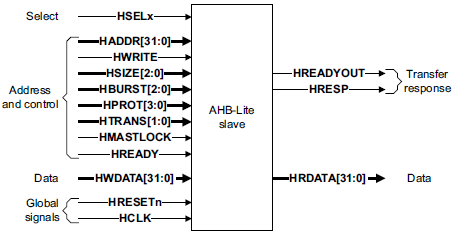 Select
HSELx
HADDR[31:0]
HWRITE
HSIZE[2:0]
Address
and control
HBURST[2:0]
HPROT[3:0]
HTRANS[1:0]
HMASTLOCK
HREADY
Data
HWDATA[31:0]
Global
signals
HRESETn
HCLK
AHB-Lite
slave
HREADYOUT
HRESP
Transfer
response
HRDATA[31:0]
Data